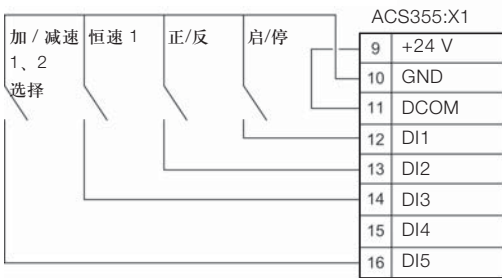 ACS355:X1
加 / 减速
1、2
选择
恒速 1
正/反
启/停
9 +24 V
10 GND
11 DCOM
12 DI1
13 DI2
14 DI3
15 DI4
16 DI5